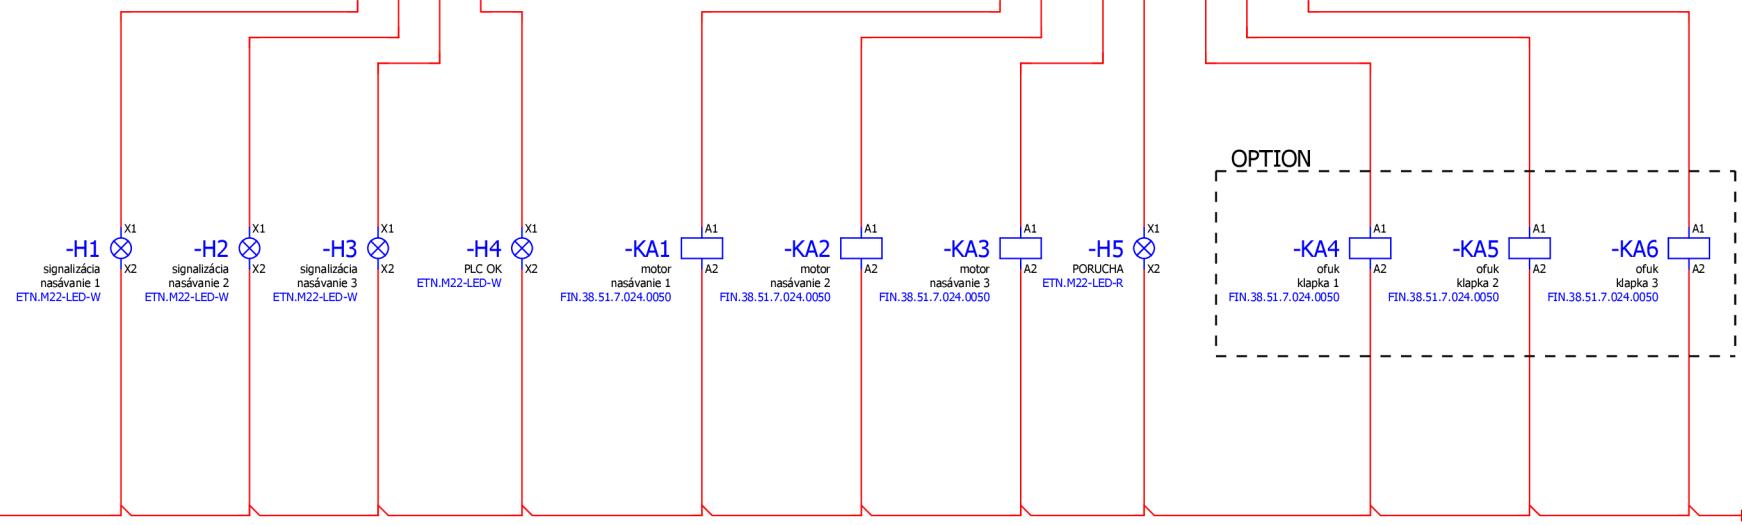 OPTION
X1
-H1
X2
signalizácia
nasávanie 1
ETN.M22-LED-W
X1
-H2
X2
signalizácia
nasávanie 2
ETN.M22-LED-W
X1
-H3
X2
signalizácia
nasávanie 3
ETN.M22-LED-W
X1
-H4
X2
PLC OK
ETN.M22-LED-W
A1
-KA1
A2
motor
nasávanie 1
FIN.38.51.7.024.0050
A1
-KA2
A2
motor
nasávanie 2
FIN.38.51.7.024.0050
A1
-KA3
A2
motor
nasávanie 3
FIN.38.51.7.024.0050
X1
-H5
X2
PORUCHA
ETN.M22-LED-R
A1
-KA4
A2
ofuk
klapka 1
FIN.38.51.7.024.0050
A1
-KA5
A2
ofuk
klapka 2
FIN.38.51.7.024.0050
A1
-KA6
A2
ofuk
klapka 3
FIN.38.51.7.024.0050